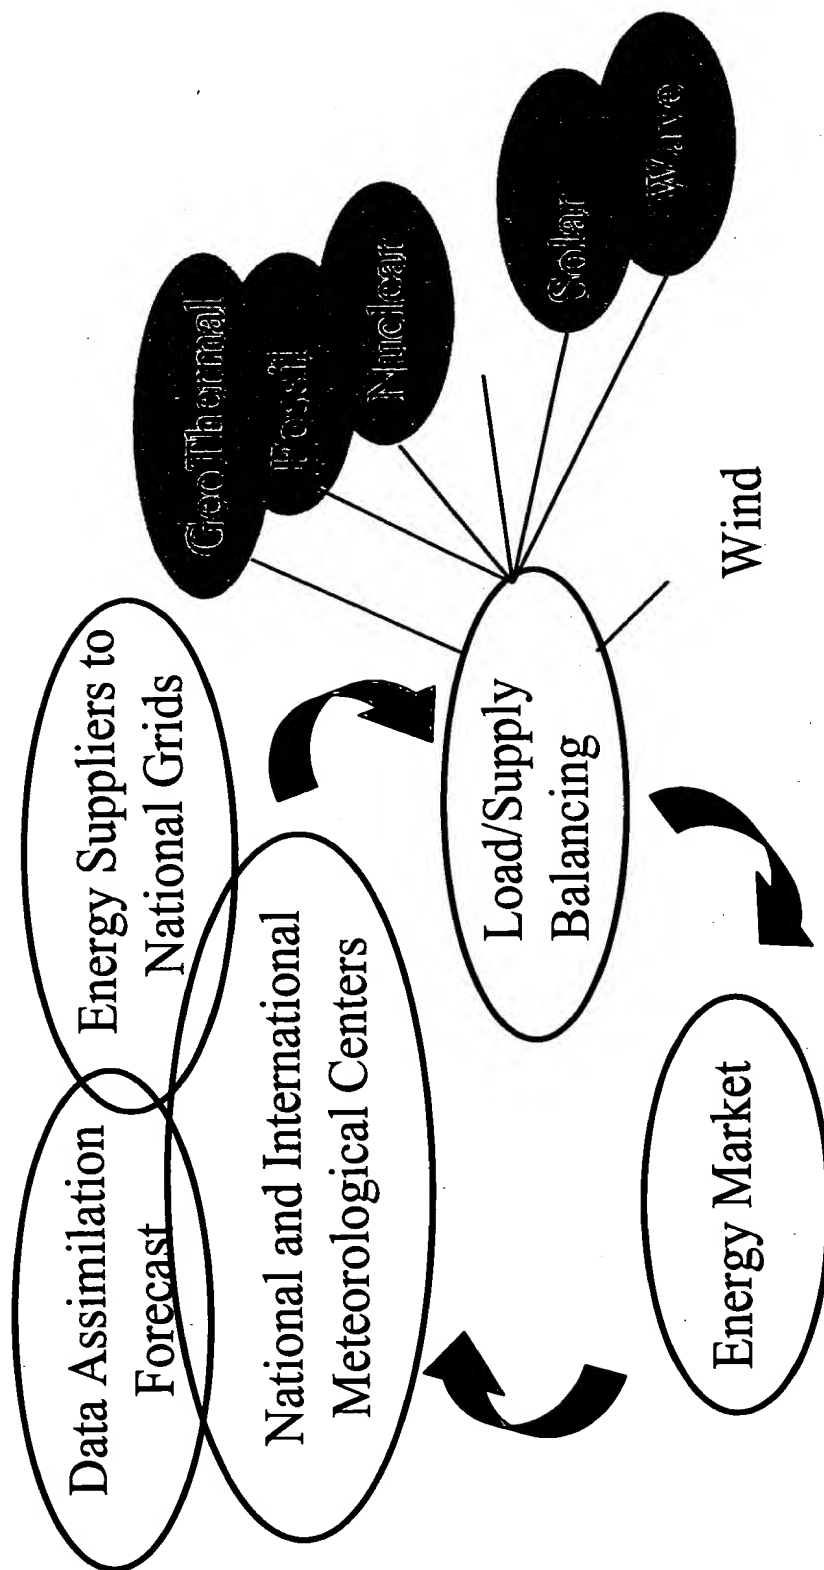 Data Assimilation
Forecast
Energy Suppliers to
National Grids
National and International
Meteorological Centers
GeoThermal
Fossil
Nuclear
Load/Supply
Balancing
Solar
Wave
Wind
Energy Market